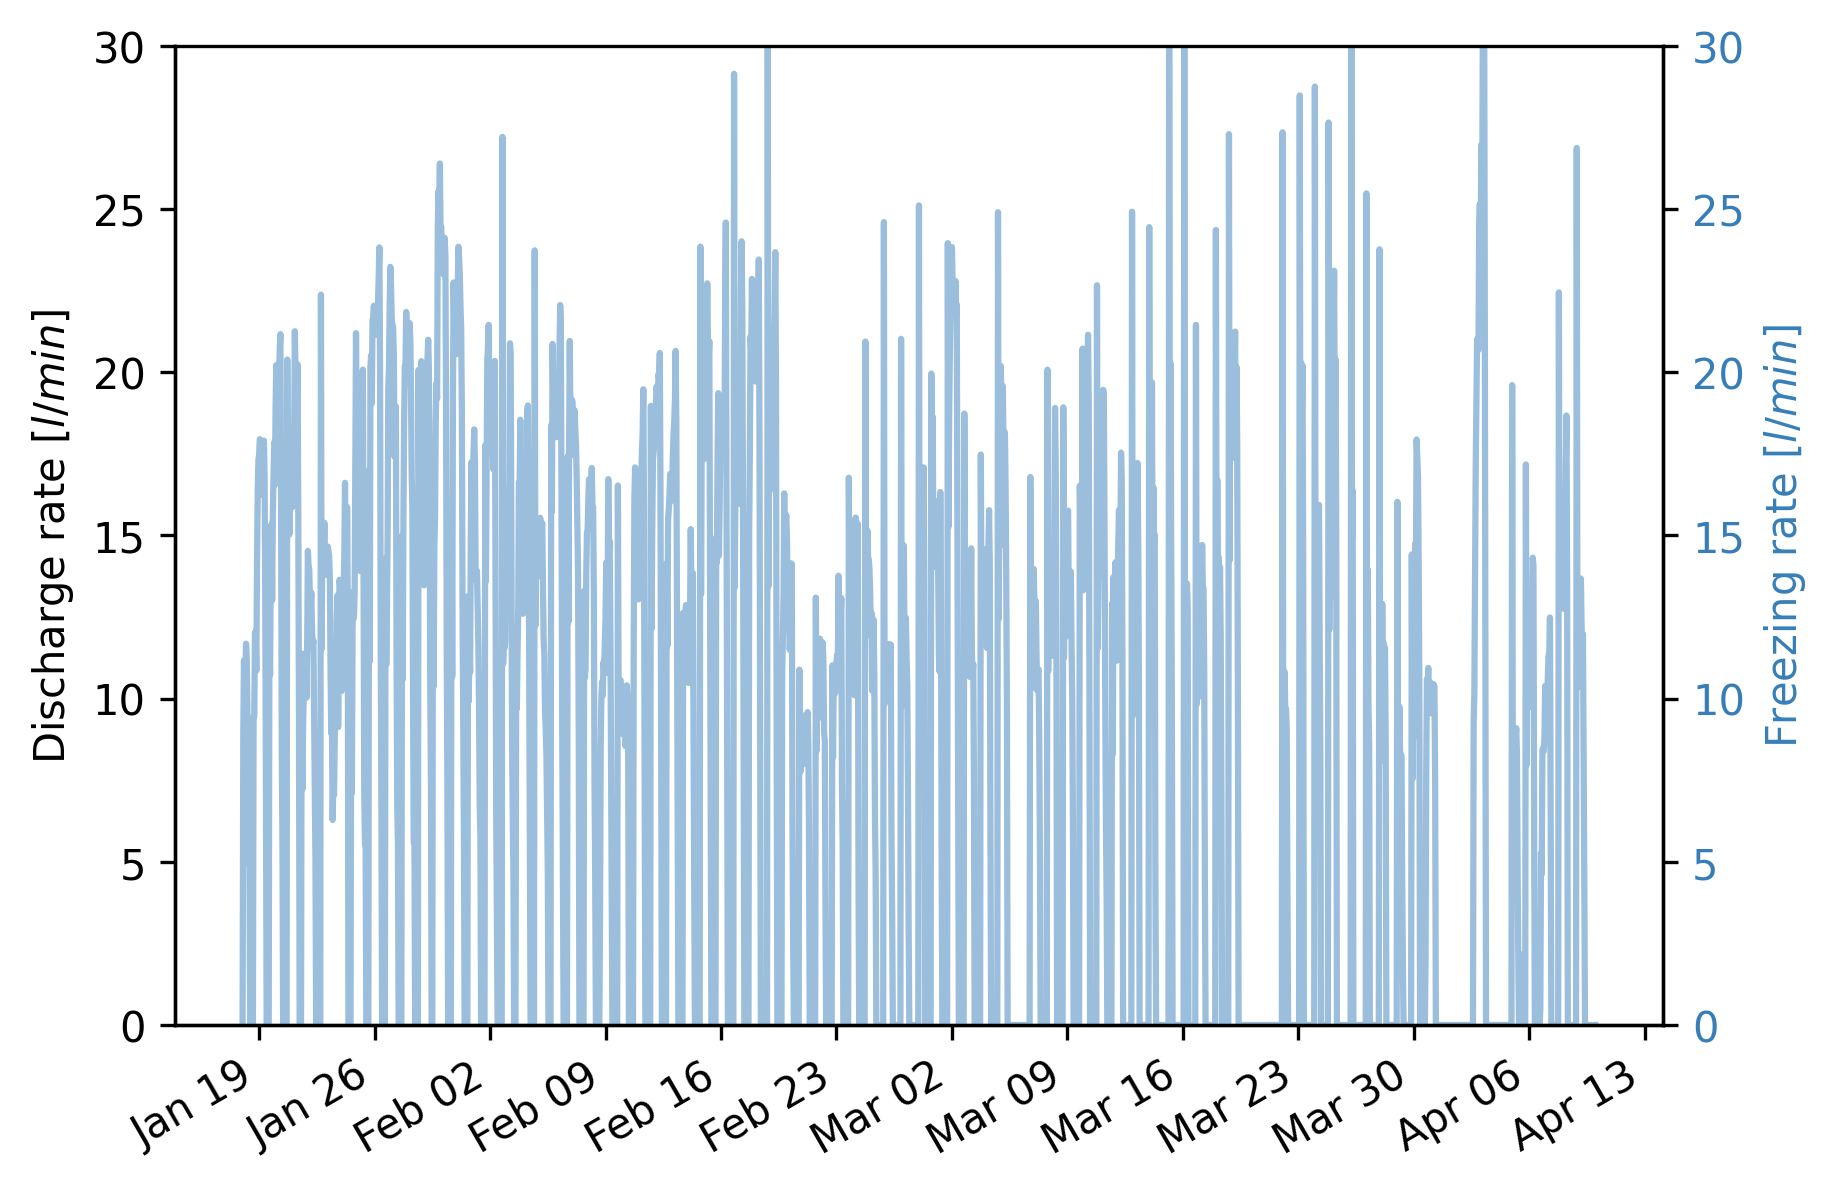 Discharge rate [l/min]
30
25
20
15
10
5
0
30
25
20
15
10
5
0
Freezing rate [l/min]
Jan 19
Jan 26
Feb 02
Feb 09
Feb 16
Feb 23
Mar 02
Mar 09
Mar 16
Mar 23
Mar 30
Apr 06
Apr 13